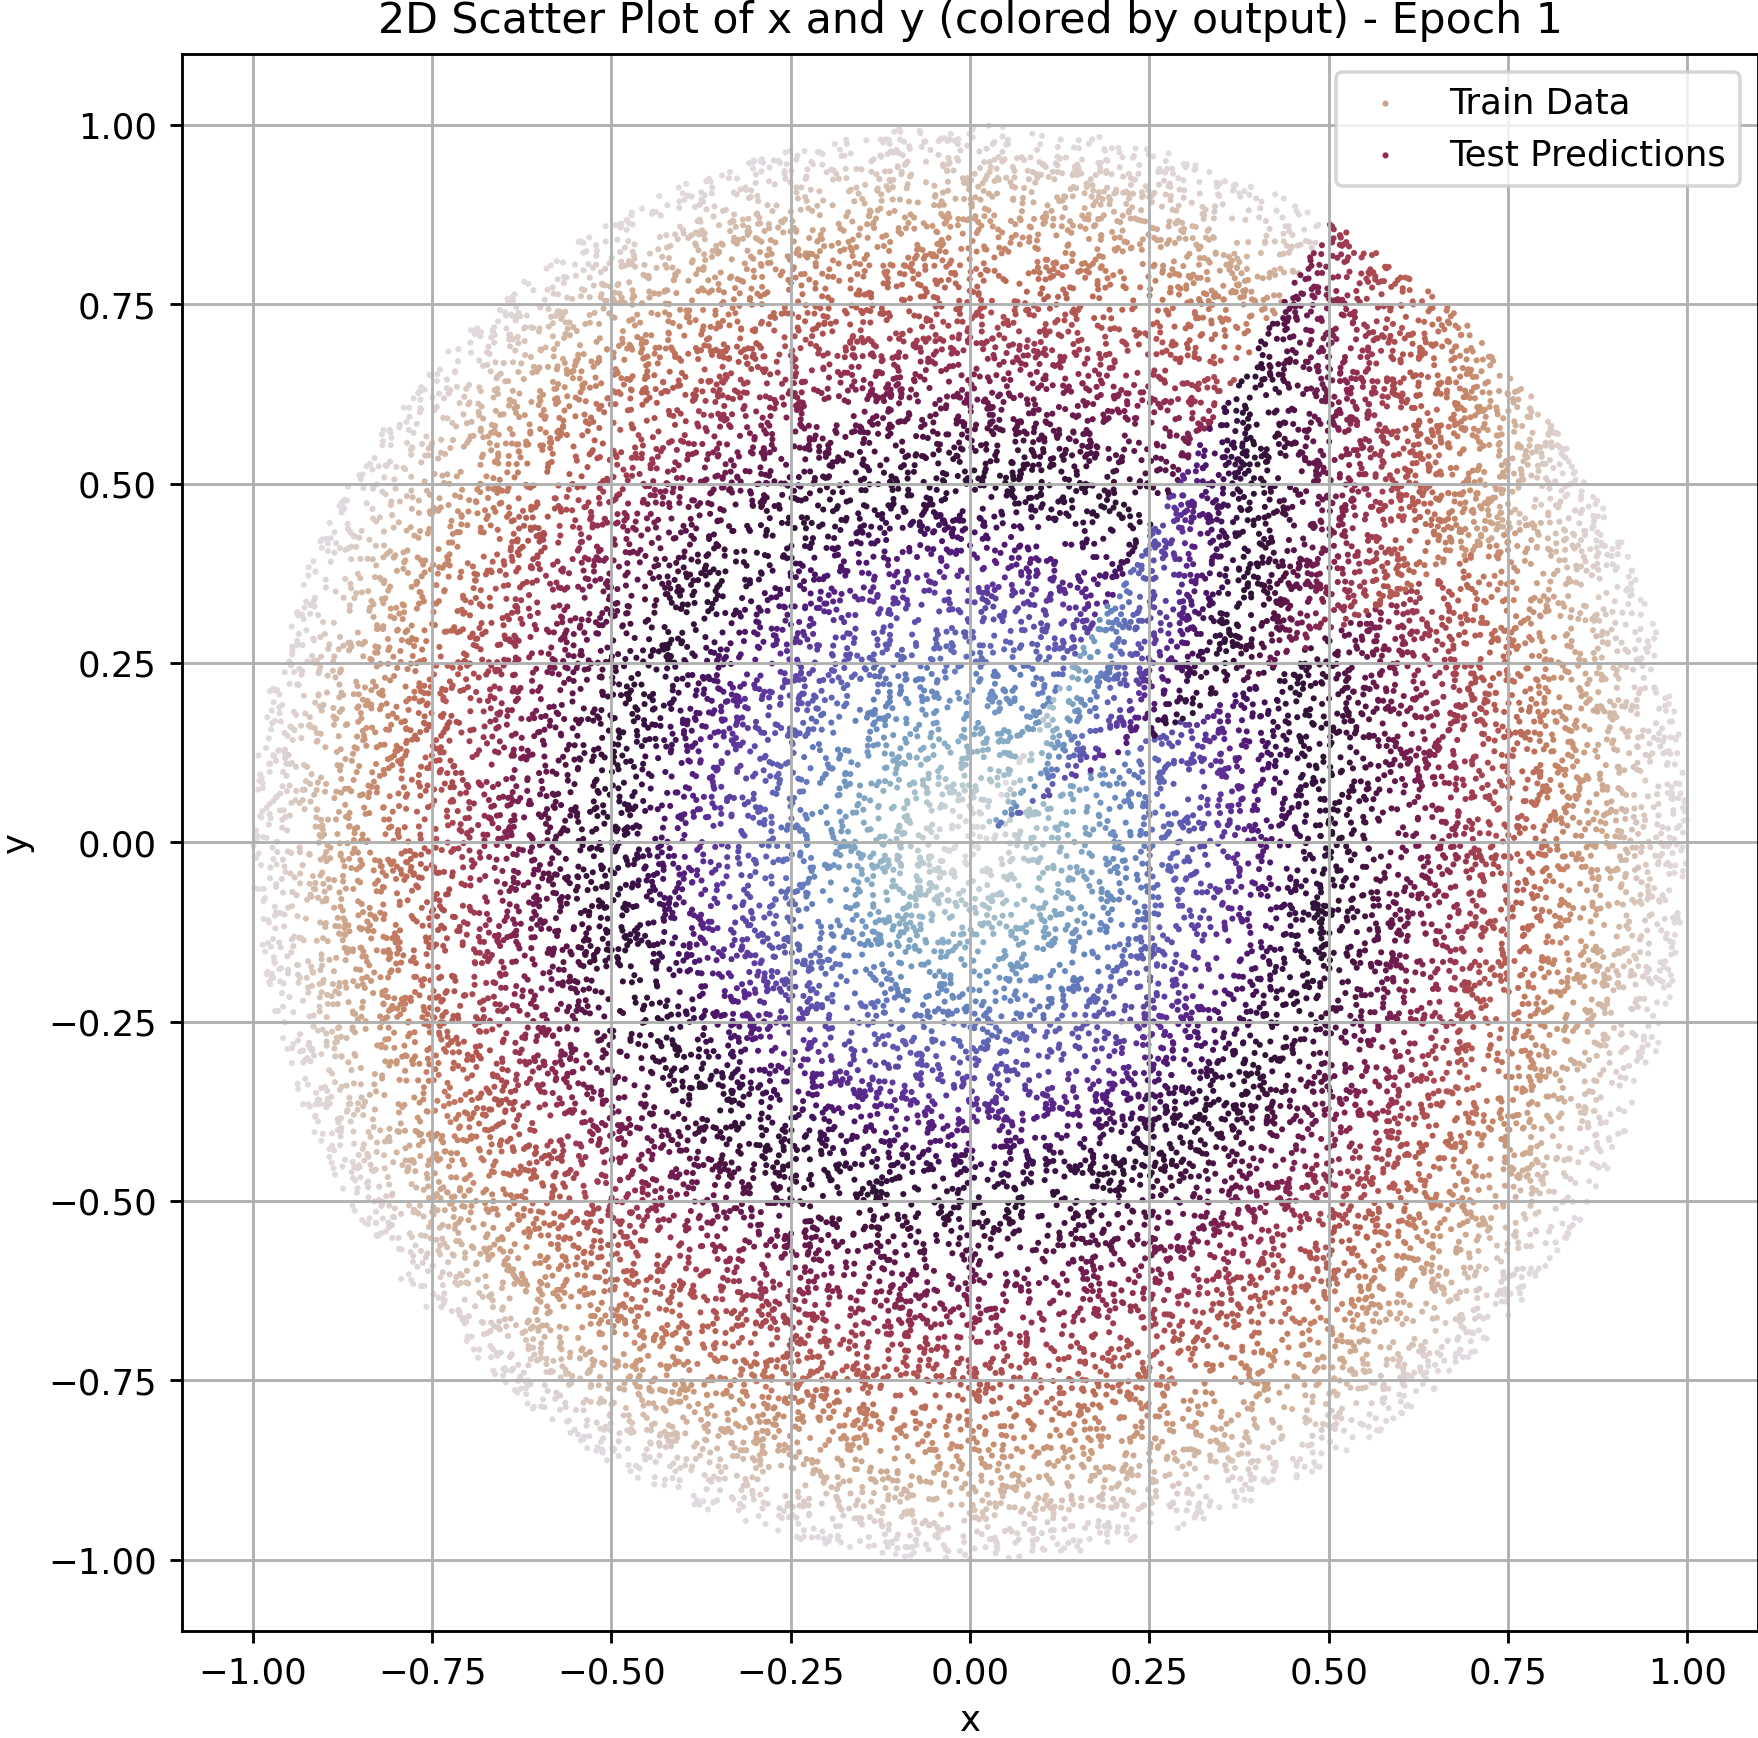 2D Scatter Plot of x and y (colored by output) - Epoch 1
Train Data
Test Predictions
1.00
0.75
0.50
0.25
0.00
−0.25
−0.50
−0.75
−1.00
y
−1.00 −0.75 −0.50 −0.25 0.00 0.25 0.50 0.75 1.00
x